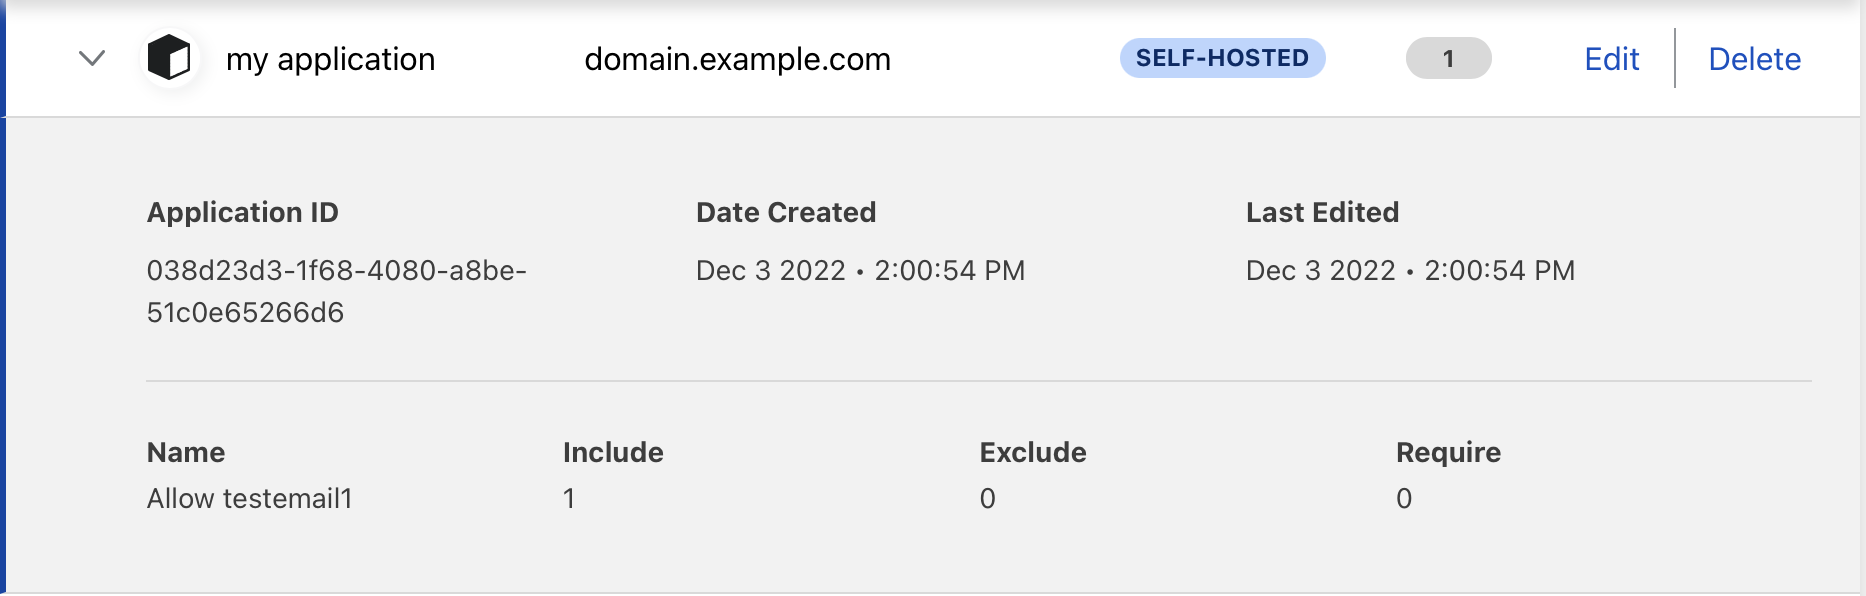 my application domain.example.com SELF-HOSTED 1 Edit Delete
Application ID Date Created Last Edited
038d23d3-1f68-4080-a8be- Dec 3 2022 • 2:00:54 PM Dec 3 2022 • 2:00:54 PM
51c0e65266d6
Name Include Exclude Require
Allow testemail1 1 0 0